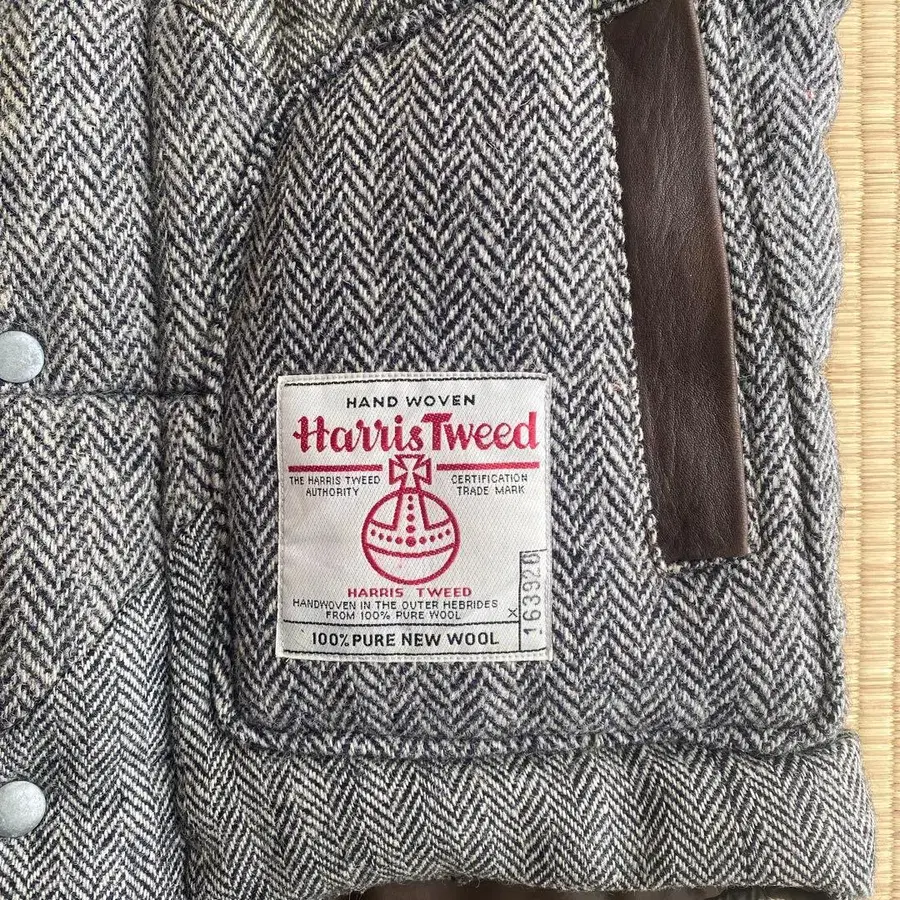 HAND WOVEN
Harris Tweed
THE HARRIS TWEED AUTHORITY
CERTIFICATION TRADE MARK
HARRIS TWEED
HANDWOVEN IN THE OUTER HEBRIDES
FROM 100% PURE WOOL
100% PURE NEW WOOL
X 163920